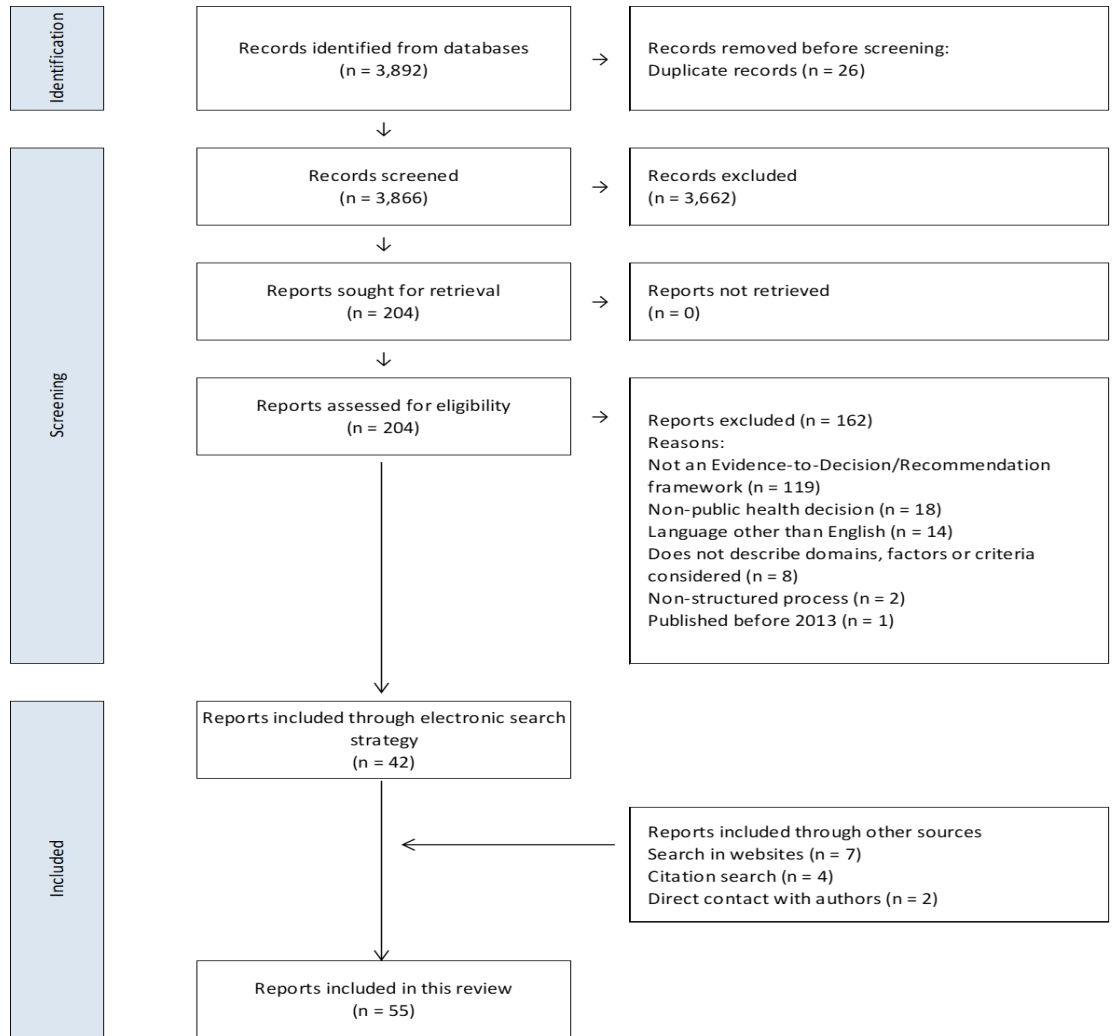 Identification
Records identified from databases
(n = 3,892)
Records removed before screening:
Duplicate records (n = 26)
Screening
Records screened
(n = 3,866)
Records excluded
(n = 3,662)
Reports sought for retrieval
(n = 204)
Reports not retrieved
(n = 0)
Reports assessed for eligibility
(n = 204)
Reports excluded (n = 162)
Reasons:
Not an Evidence-to-Decision/Recommendation
framework (n = 119)
Non-public health decision (n = 18)
Language other than English (n = 14)
Does not describe domains, factors or criteria
considered (n = 8)
Non-structured process (n = 2)
Published before 2013 (n = 1)
Included
Reports included through electronic search
strategy
(n = 42)
Reports included through other sources
Search in websites (n = 7)
Citation search (n = 4)
Direct contact with authors (n = 2)
Reports included in this review
(n = 55)